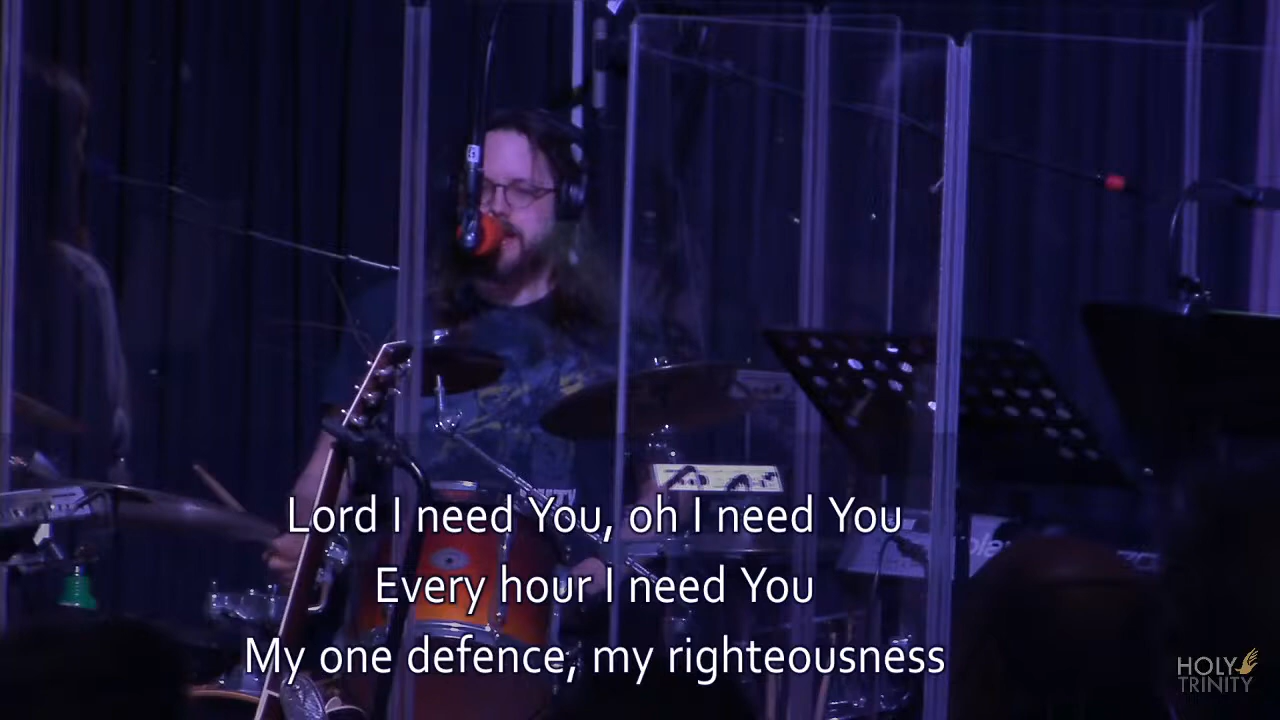 Lord I need You, oh I need You
Every hour I need You
My one defence, my righteousness
HOLY
TRINITY